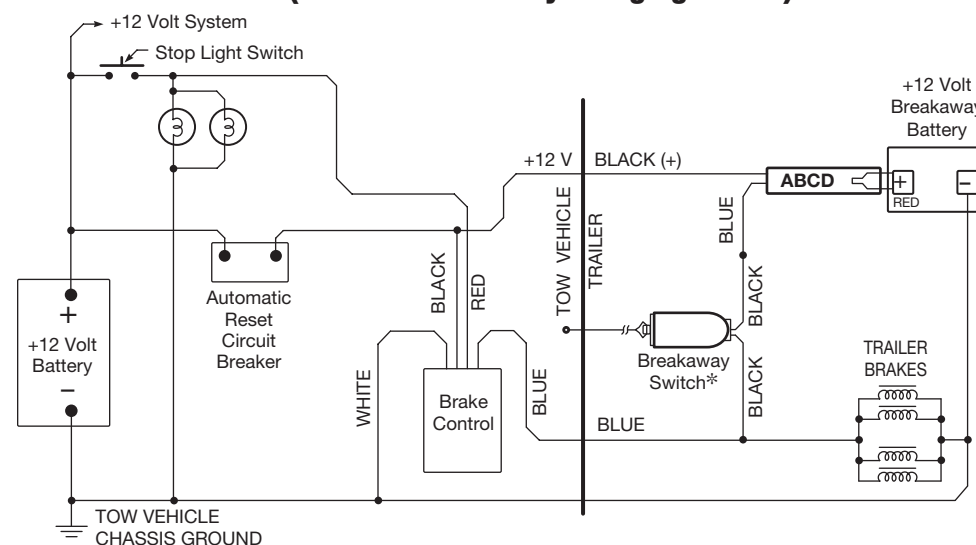 +12 Volt System
Stop Light Switch
+12 Volt
Breakaway
Battery
+12 V
BLACK (+)
ABCD
+
−
RED
BLUE
TOW VEHICLE
TRAILER
BLACK
RED
BLACK
Automatic
Reset
Circuit
Breaker
+
+12 Volt
Battery
−
Breakaway
Switch*
TRAILER
BRAKES
WHITE
Brake
Control
BLUE
BLACK
BLUE
TOW VEHICLE
CHASSIS GROUND